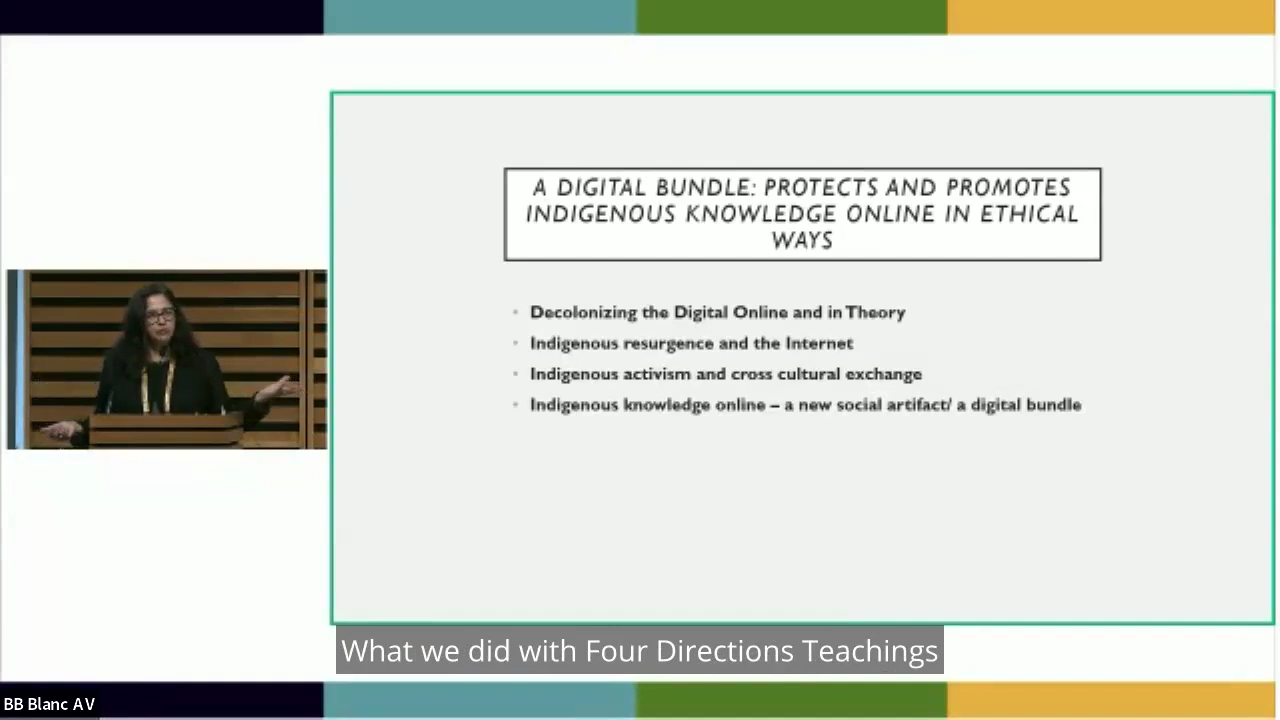 A DIGITAL BUNDLE: PROTECTS AND PROMOTES
INDIGENOUS KNOWLEDGE ONLINE IN ETHICAL
WAYS
Decolonizing the Digital Online and in Theory
Indigenous resurgence and the Internet
Indigenous activism and cross cultural exchange
Indigenous knowledge online – a new social artifact/ a digital bundle
What we did with Four Directions Teachings
BB Blanc AV